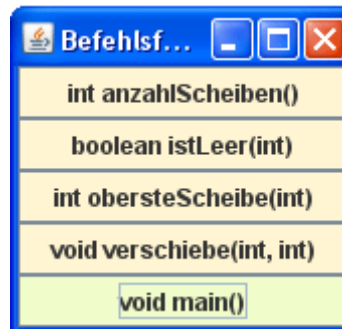 Befehlsf...
int anzahlScheiben()
boolean istLeer(int)
int obersteScheibe(int)
void verschiebe(int, int)
void main()